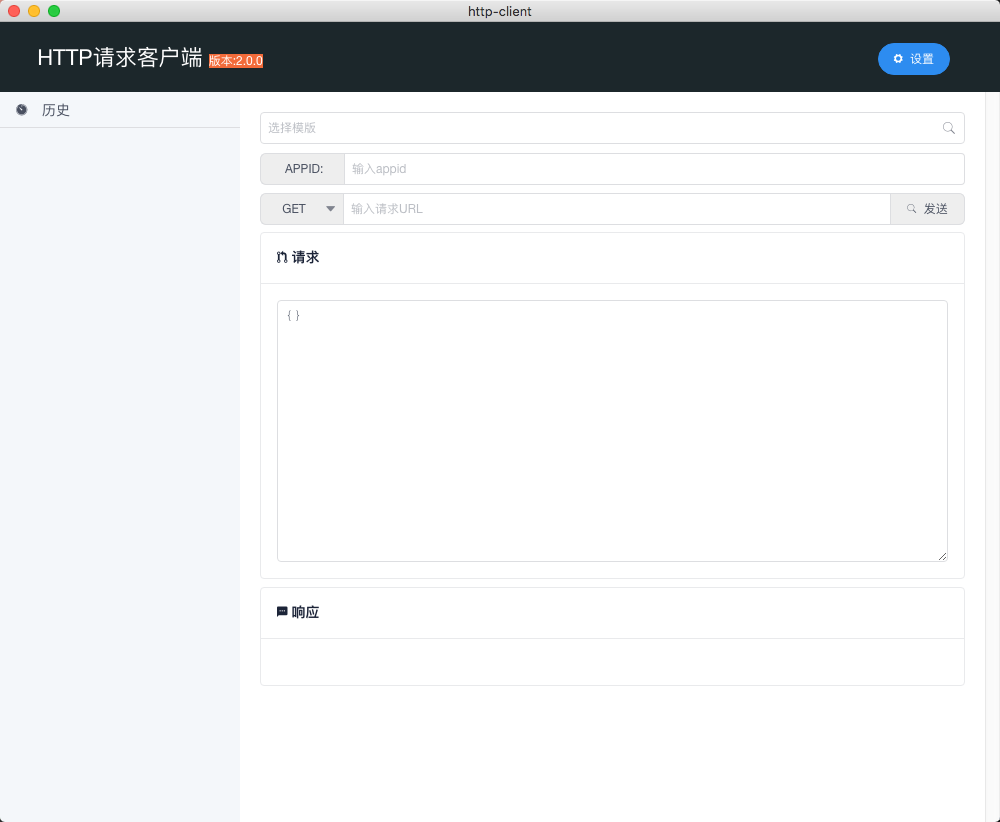 http-client
HTTP请求客户端 版本:2.0.0
设置
历史
选择模版
APPID: 输入appid
GET 输入请求URL 发送
请求
{ }
响应